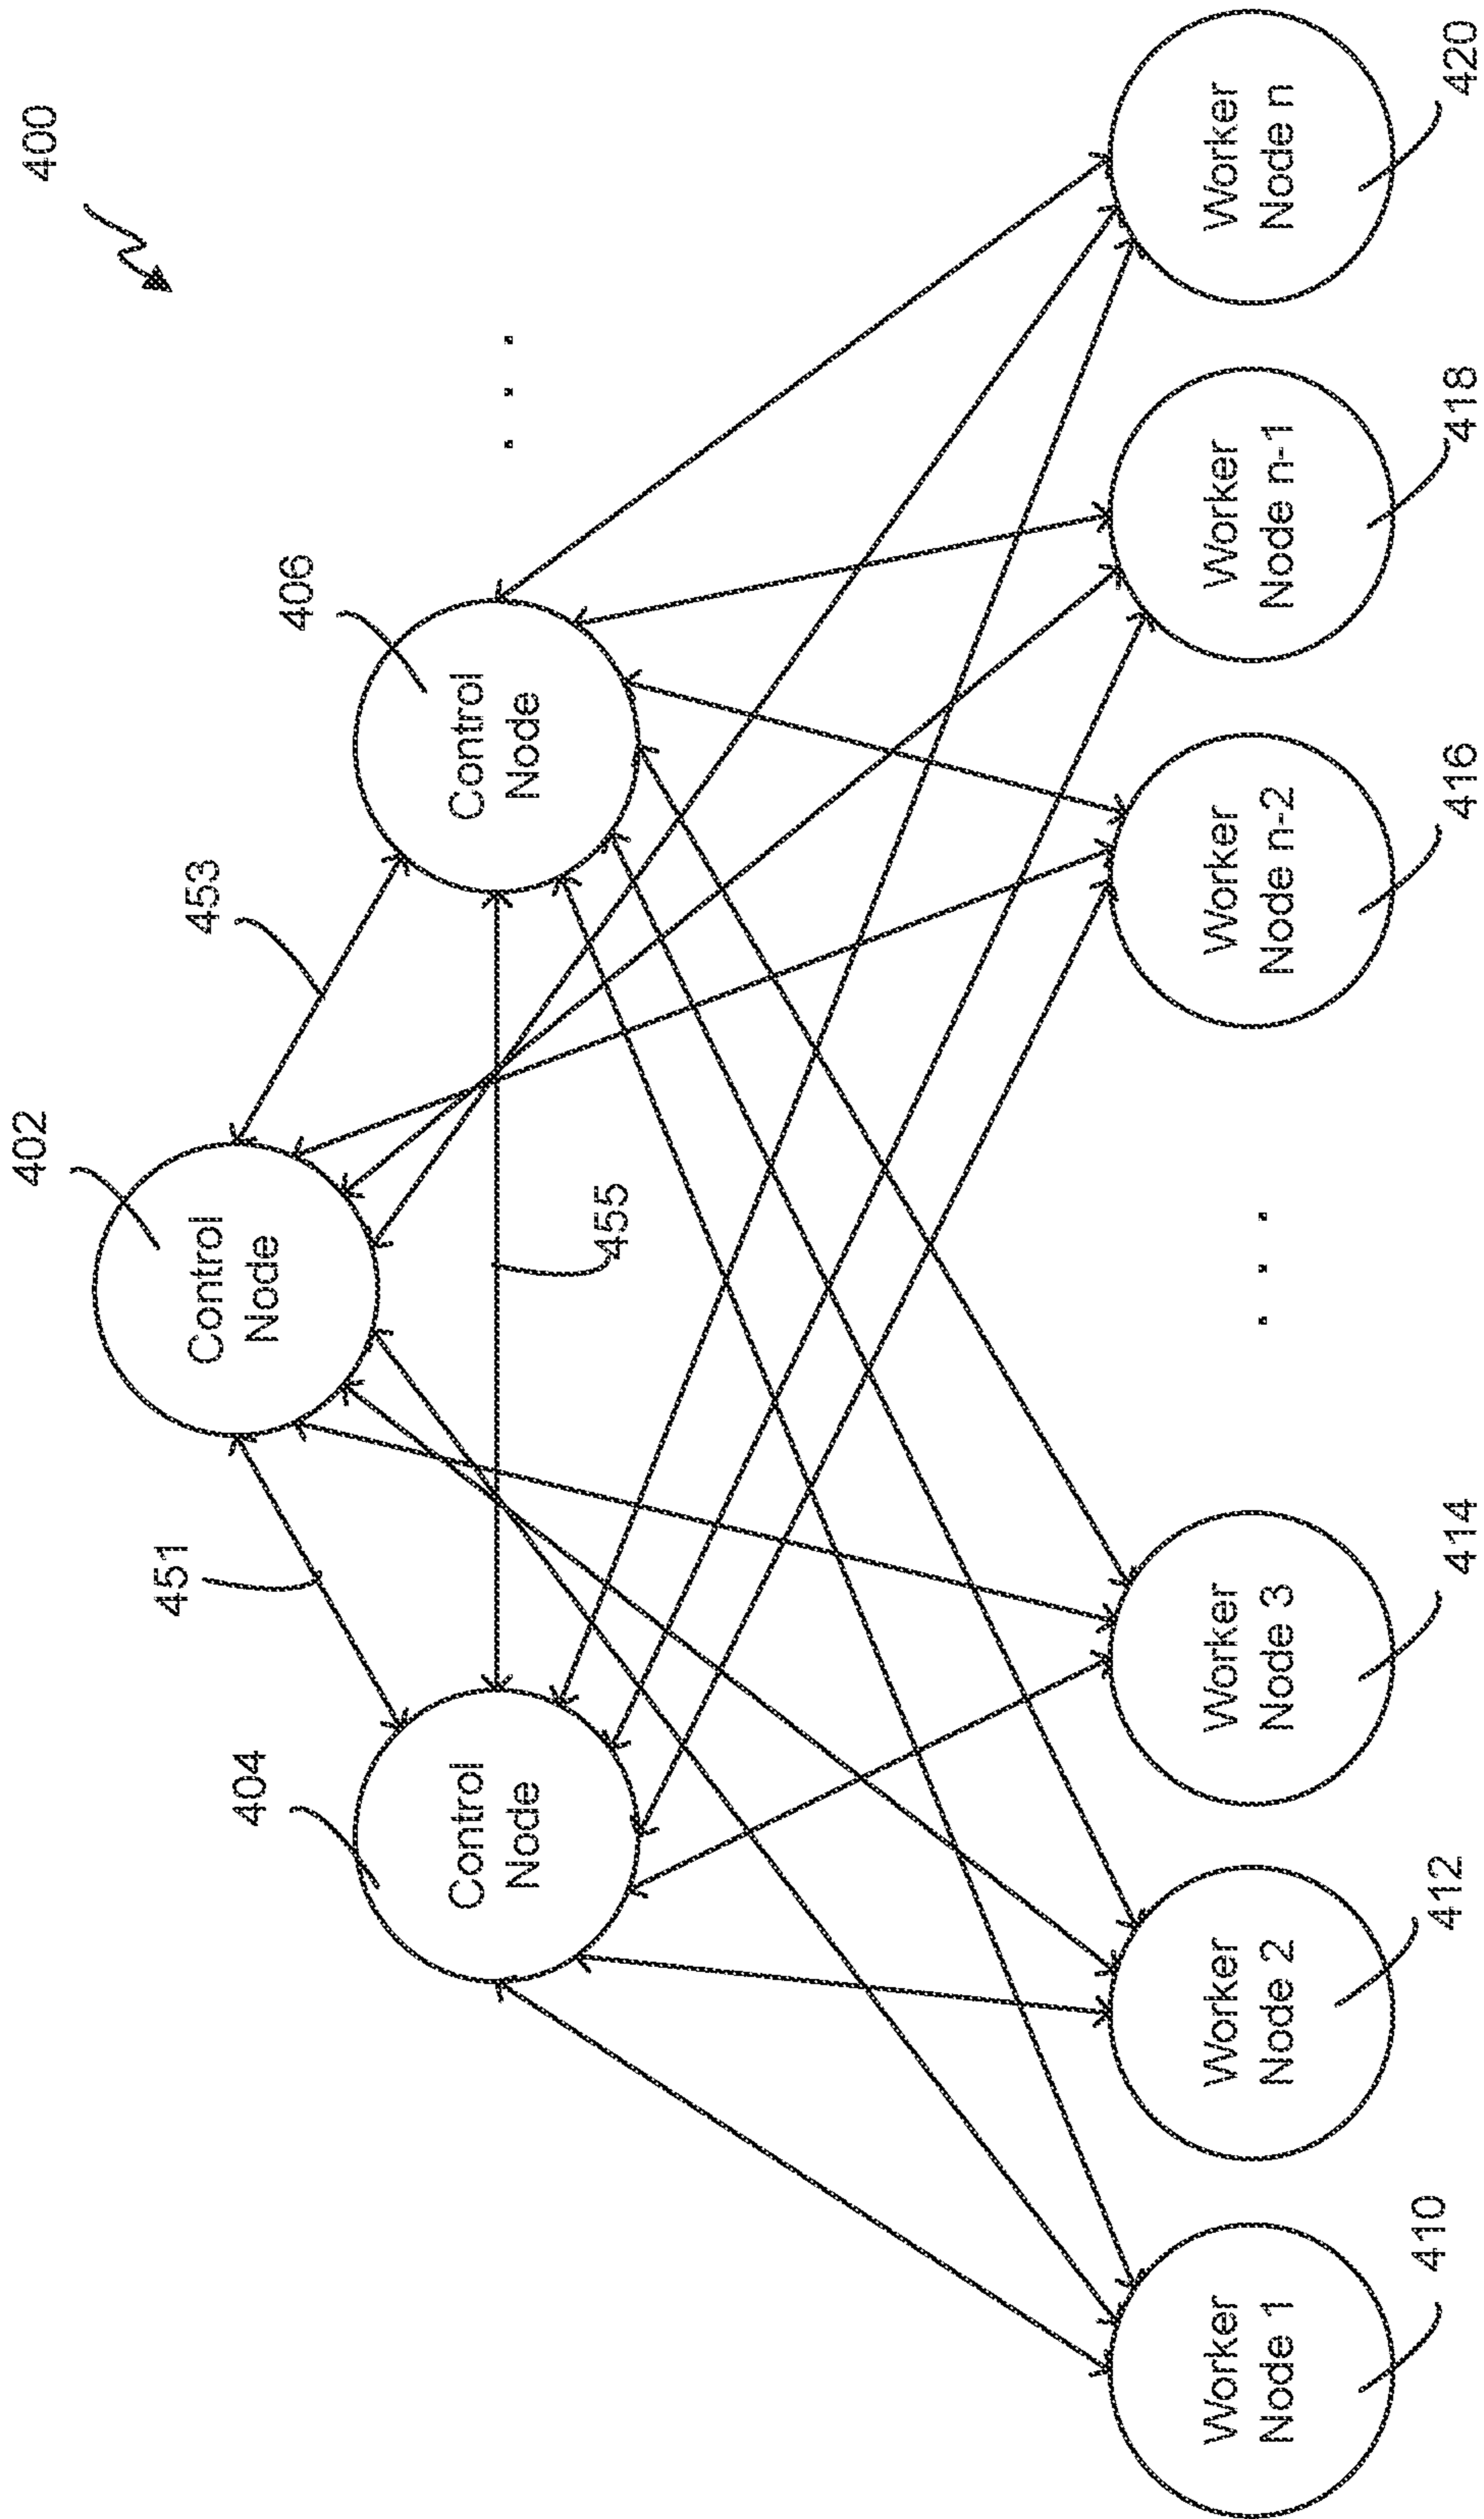 400
402
Control
Node
451
453
404
Control
Node
406
Control
Node
. . .
455
Worker
Node 1
Worker
Node 2
Worker
Node 3
. . .
Worker
Node n-2
Worker
Node n-1
Worker
Node n
410
412
414
416
418
420